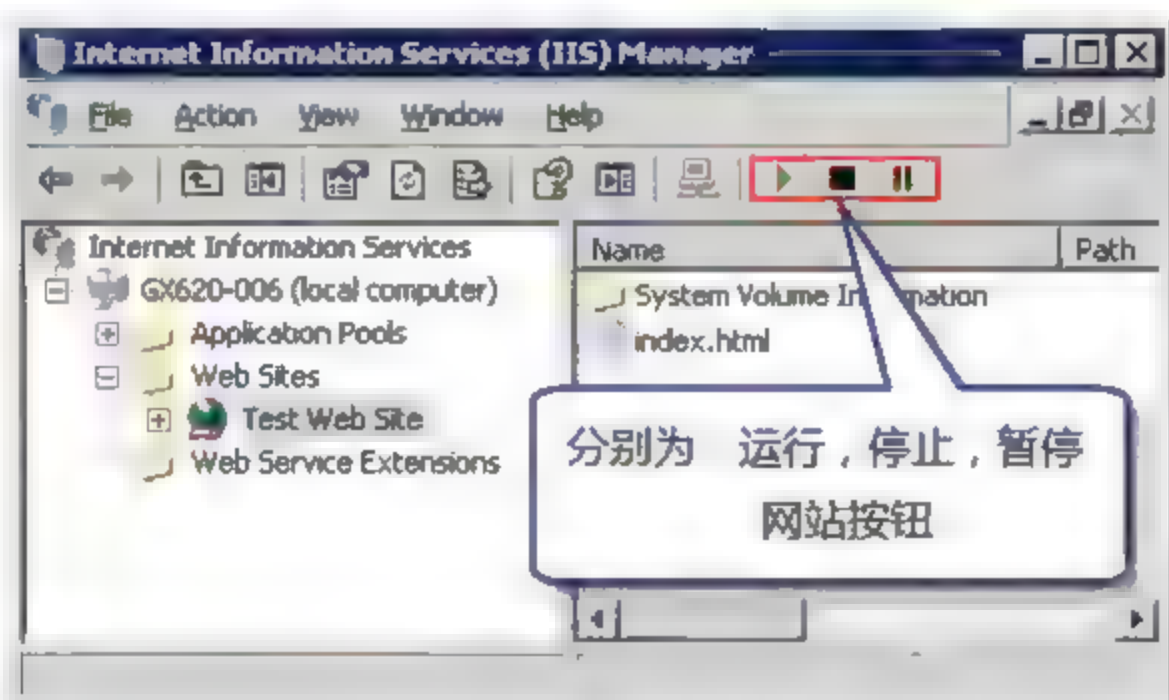 Internet Information Services (IIS) Manager
File Action View Window Help
Internet Information Services
GX620-006 (local computer)
Application Pools
Web Sites
Test Web Site
Web Service Extensions
Name Path
System Volume In mation
index.html
分别为 运行，停止，暂停
网站按钮